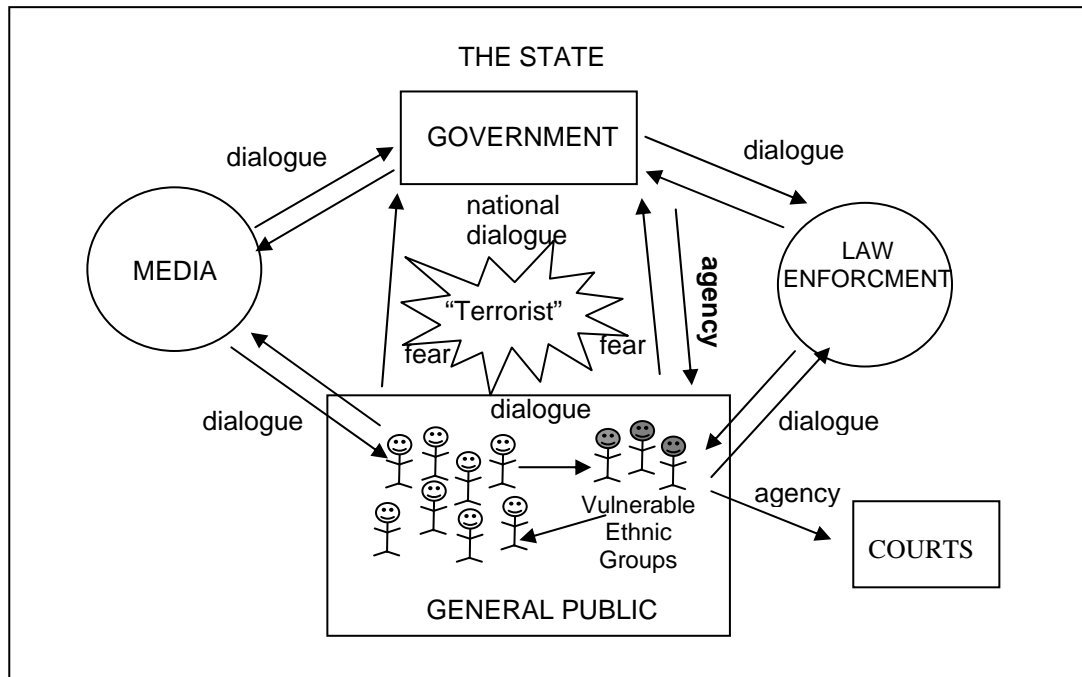 THE STATE
GOVERNMENT
dialogue
dialogue
national
dialogue
MEDIA
LAW
ENFORCMENT
agency
“Terrorist”
fear
fear
dialogue
dialogue
dialogue
Vulnerable
Ethnic
Groups
agency
COURTS
GENERAL PUBLIC